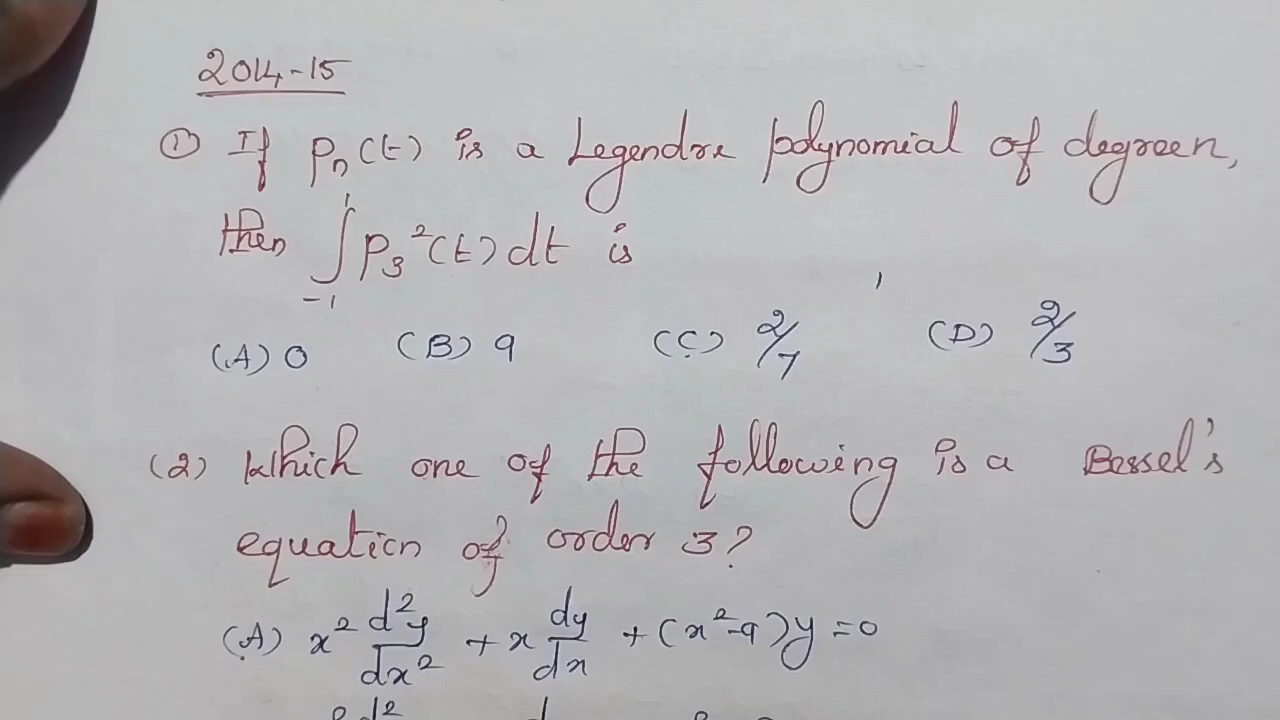 2014-15
① If Pn(t) is a Legendre polynomial of degreen,
then ∫₋₁¹ P₃²(t) dt is
(A) 0 (B) 9 (C) 2/7 (D) 2/3
(2) Which one of the following is a Bessel's
equation of order 3?
(A) x² d²y/dx² + x dy/dx + (x²-9)y = 0